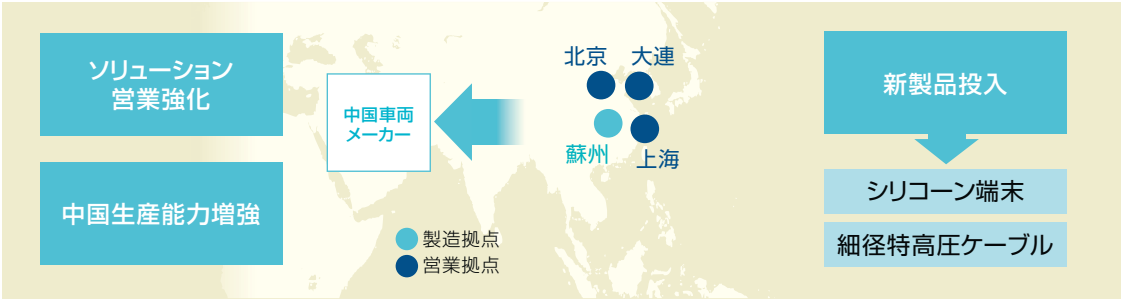 ソリューション
営業強化
中国生産能力増強
中国車両
メーカー
北京
大連
蘇州
上海
製造拠点
営業拠点
新製品投入
シリコーン端末
細径特高圧ケーブル